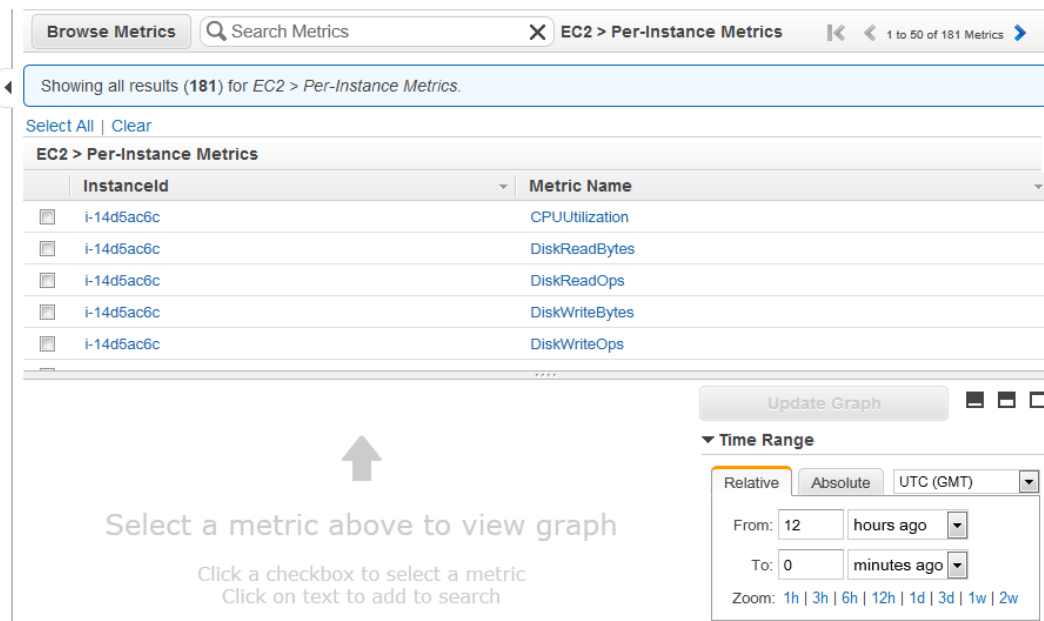 Browse Metrics Search Metrics X EC2 > Per-Instance Metrics 1 to 50 of 181 Metrics
Showing all results (181) for EC2 > Per-Instance Metrics.
Select All | Clear
EC2 > Per-Instance Metrics
InstanceId Metric Name
i-14d5ac6c CPUUtilization
i-14d5ac6c DiskReadBytes
i-14d5ac6c DiskReadOps
i-14d5ac6c DiskWriteBytes
i-14d5ac6c DiskWriteOps
Update Graph
Time Range
Relative Absolute UTC (GMT)
From: 12 hours ago
To: 0 minutes ago
Zoom: 1h | 3h | 6h | 12h | 1d | 3d | 1w | 2w
Select a metric above to view graph
Click a checkbox to select a metric
Click on text to add to search